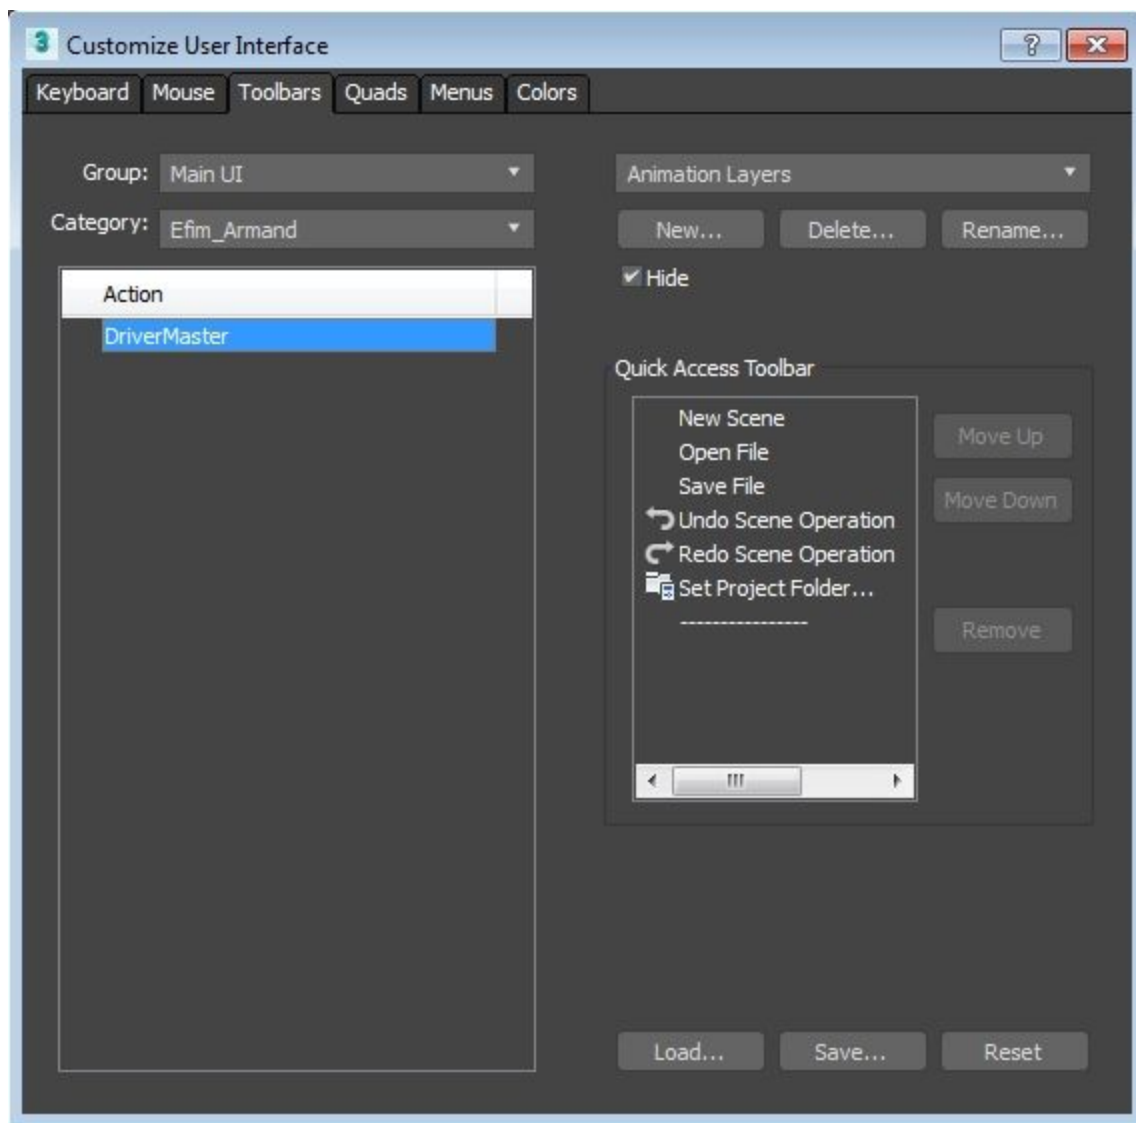 3 Customize User Interface
Keyboard Mouse Toolbars Quads Menus Colors
Group: Main UI
Category: Efim_Armand
Action
DriverMaster
Animation Layers
New... Delete... Rename...
Hide
Quick Access Toolbar
New Scene
Open File
Save File
Undo Scene Operation
Redo Scene Operation
Set Project Folder...
----------------
Move Up
Move Down
Remove
Load... Save... Reset